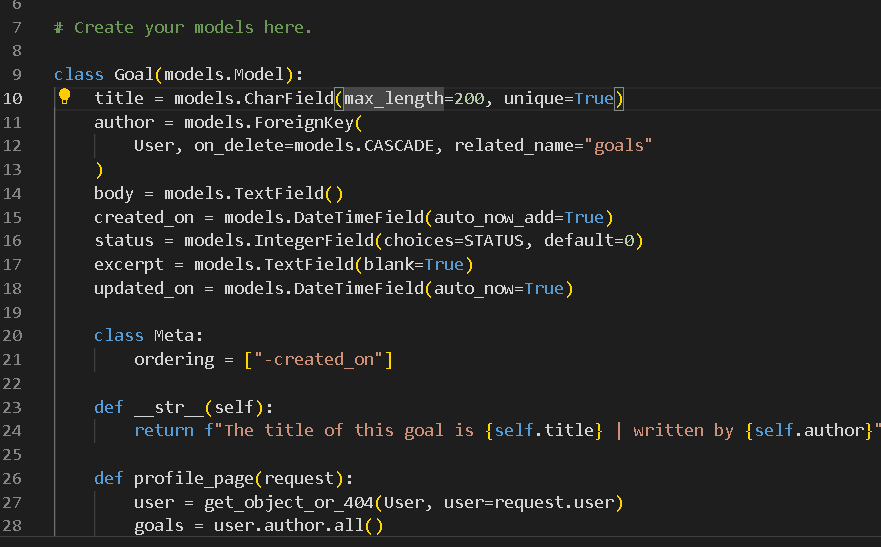 6
7 # Create your models here.
8
9 class Goal(models.Model):
10 title = models.CharField(max_length=200, unique=True)
11 author = models.ForeignKey(
12 User, on_delete=models.CASCADE, related_name="goals"
13 )
14 body = models.TextField()
15 created_on = models.DateTimeField(auto_now_add=True)
16 status = models.IntegerField(choices=STATUS, default=0)
17 excerpt = models.TextField(blank=True)
18 updated_on = models.DateTimeField(auto_now=True)
19
20 class Meta:
21 ordering = ["-created_on"]
22
23 def __str__(self):
24 return f"The title of this goal is {self.title} | written by {self.author}"
25
26 def profile_page(request):
27 user = get_object_or_404(User, user=request.user)
28 goals = user.author.all()